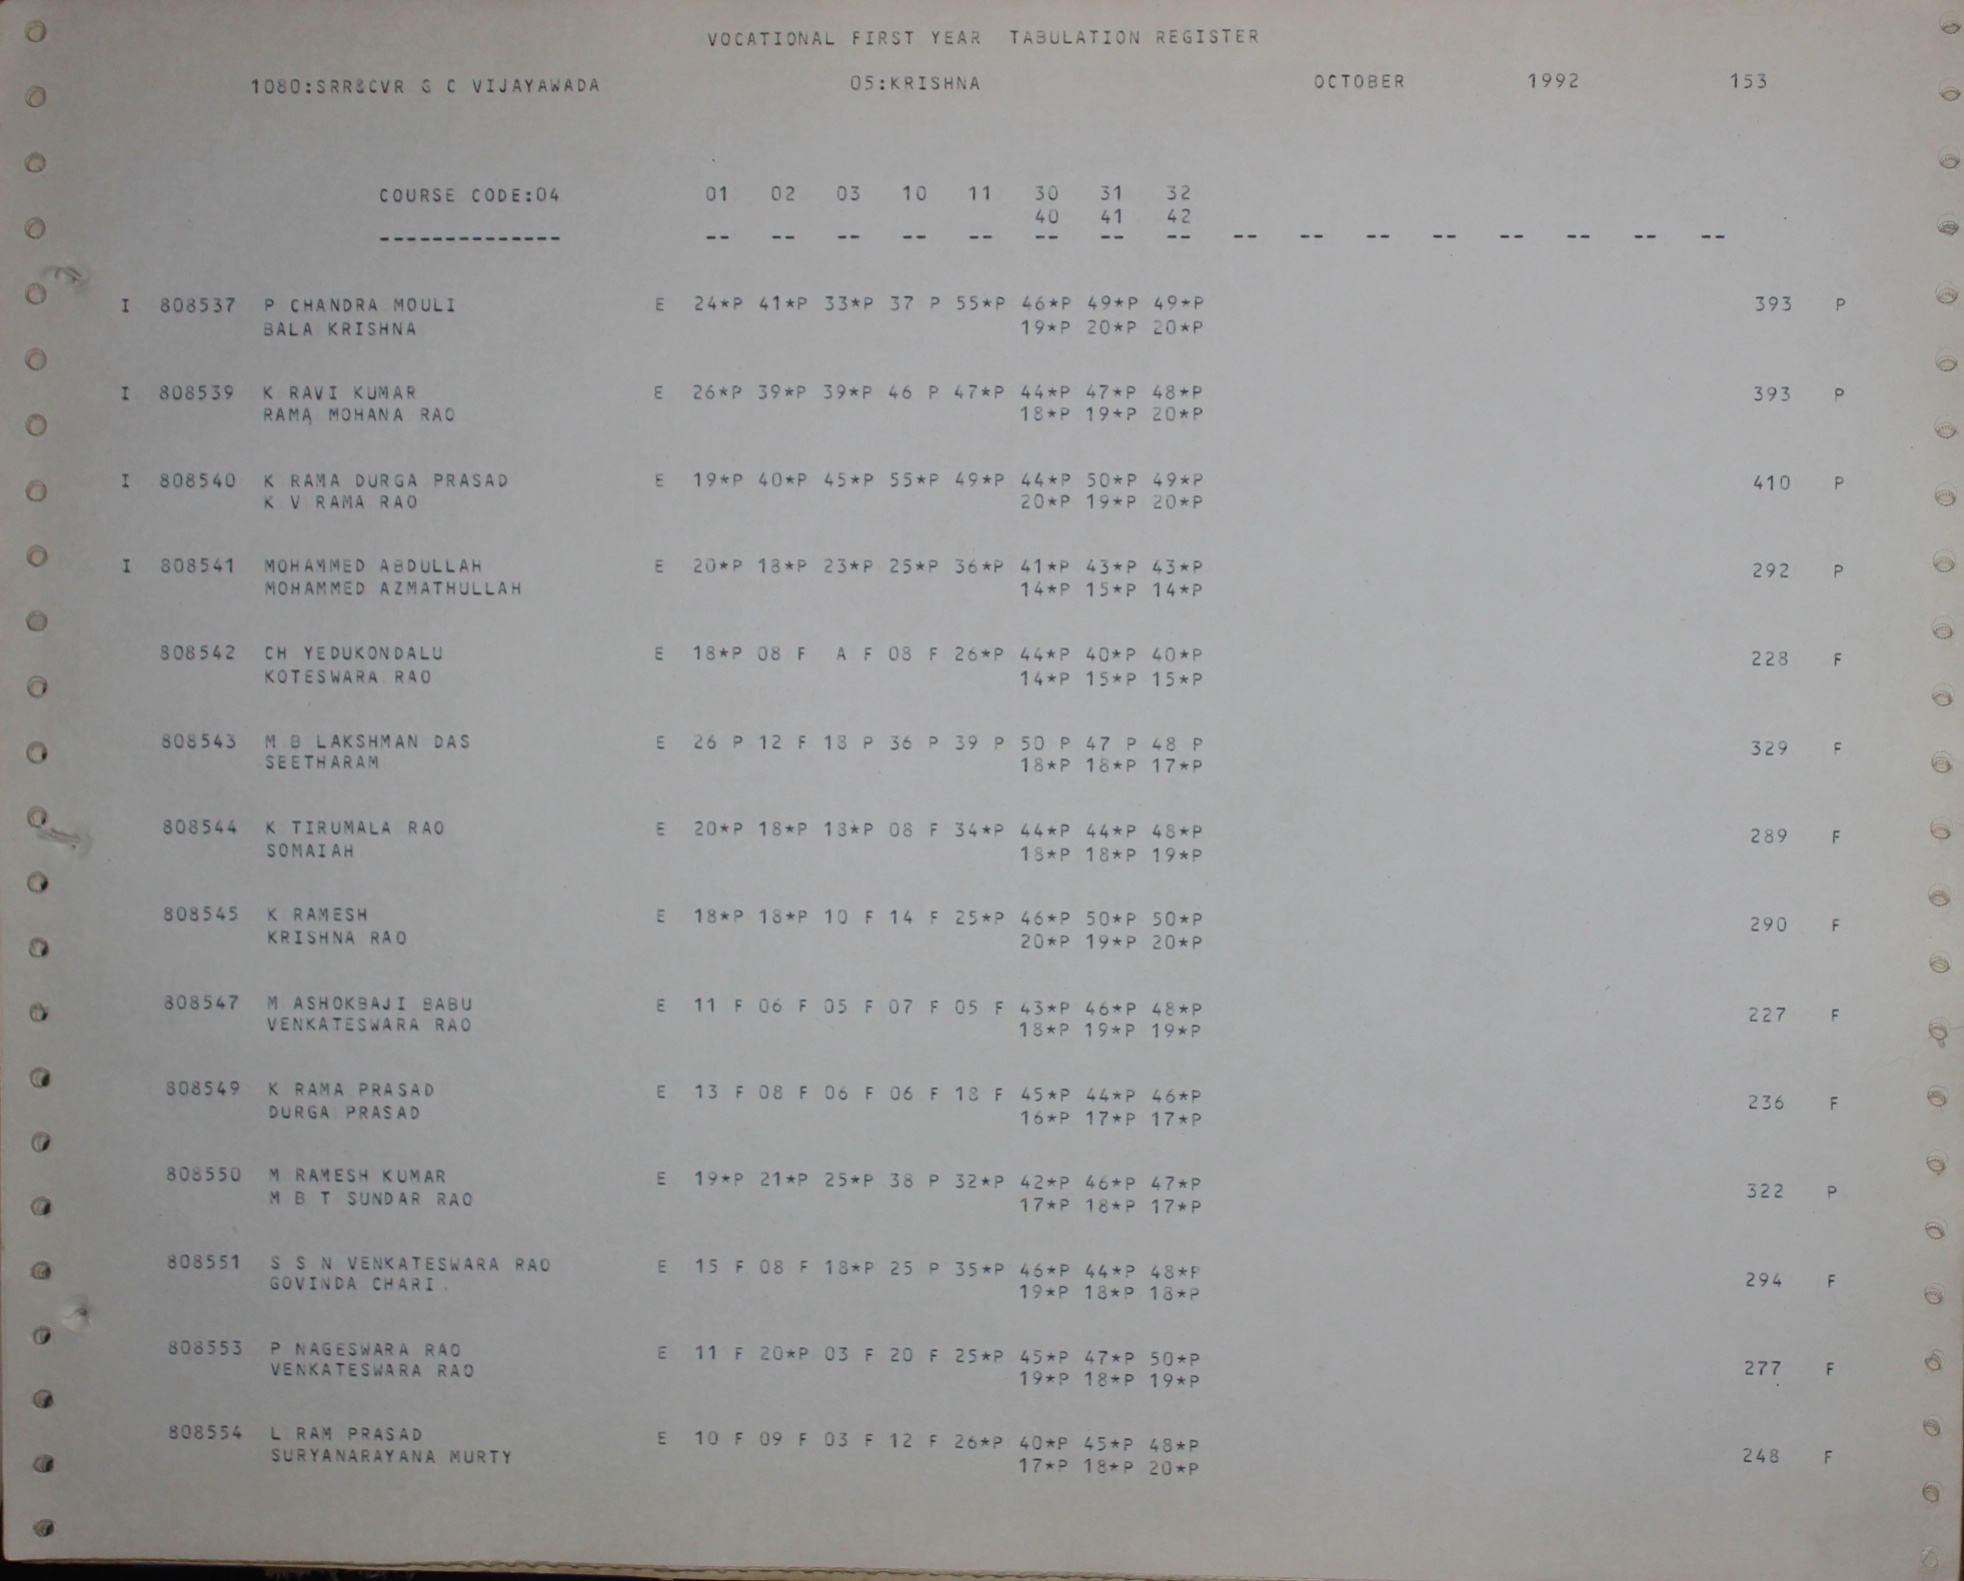 VOCATIONAL FIRST YEAR TABULATION REGISTER
1080:SRR&CVR G C VIJAYAWADA 05:KRISHNA OCTOBER 1992 153
COURSE CODE:04 01 02 03 10 11 30 31 32
40 41 42
-------------- -- -- -- -- -- -- -- -- -- -- -- -- -- -- -- --
I 808537 P CHANDRA MOULI E 24*P 41*P 33*P 37 P 55*P 46*P 49*P 49*P 393 P
BALA KRISHNA 19*P 20*P 20*P
I 808539 K RAVI KUMAR E 26*P 39*P 39*P 46 P 47*P 44*P 47*P 48*P 393 P
RAMA MOHANA RAO 18*P 19*P 20*P
I 808540 K RAMA DURGA PRASAD E 19*P 40*P 45*P 55*P 49*P 44*P 50*P 49*P 410 P
K V RAMA RAO 20*P 19*P 20*P
I 808541 MOHAMMED ABDULLAH E 20*P 18*P 23*P 25*P 36*P 41*P 43*P 43*P 292 P
MOHAMMED AZMATHULLAH 14*P 15*P 14*P
808542 CH YEDUKONDALU E 18*P 08 F A F 08 F 26*P 44*P 40*P 40*P 228 F
KOTESWARA RAO 14*P 15*P 15*P
808543 M B LAKSHMAN DAS E 26 P 12 F 18 P 36 P 39 P 50 P 47 P 48 P 329 F
SEETHARAM 18*P 18*P 17*P
808544 K TIRUMALA RAO E 20*P 18*P 18*P 08 F 34*P 44*P 44*P 48*P 289 F
SOMAIAH 18*P 18*P 19*P
808545 K RAMESH E 18*P 18*P 10 F 14 F 25*P 46*P 50*P 50*P 290 F
KRISHNA RAO 20*P 19*P 20*P
808547 M ASHOKBAJI BABU E 11 F 06 F 05 F 07 F 05 F 43*P 46*P 48*P 227 F
VENKATESWARA RAO 18*P 19*P 19*P
808549 K RAMA PRASAD E 13 F 08 F 06 F 06 F 18 F 45*P 44*P 46*P 236 F
DURGA PRASAD 16*P 17*P 17*P
808550 M RAMESH KUMAR E 19*P 21*P 25*P 38 P 32*P 42*P 46*P 47*P 322 P
M B T SUNDAR RAO 17*P 18*P 17*P
808551 S S N VENKATESWARA RAO E 15 F 08 F 18*P 25 P 35*P 46*P 44*P 48*P 294 F
GOVINDA CHARI 19*P 18*P 18*P
808553 P NAGESWARA RAO E 11 F 20*P 03 F 20 F 25*P 45*P 47*P 50*P 277 F
VENKATESWARA RAO 19*P 18*P 19*P
808554 L RAM PRASAD E 10 F 09 F 03 F 12 F 26*P 40*P 45*P 48*P 248 F
SURYANARAYANA MURTY 17*P 18*P 20*P